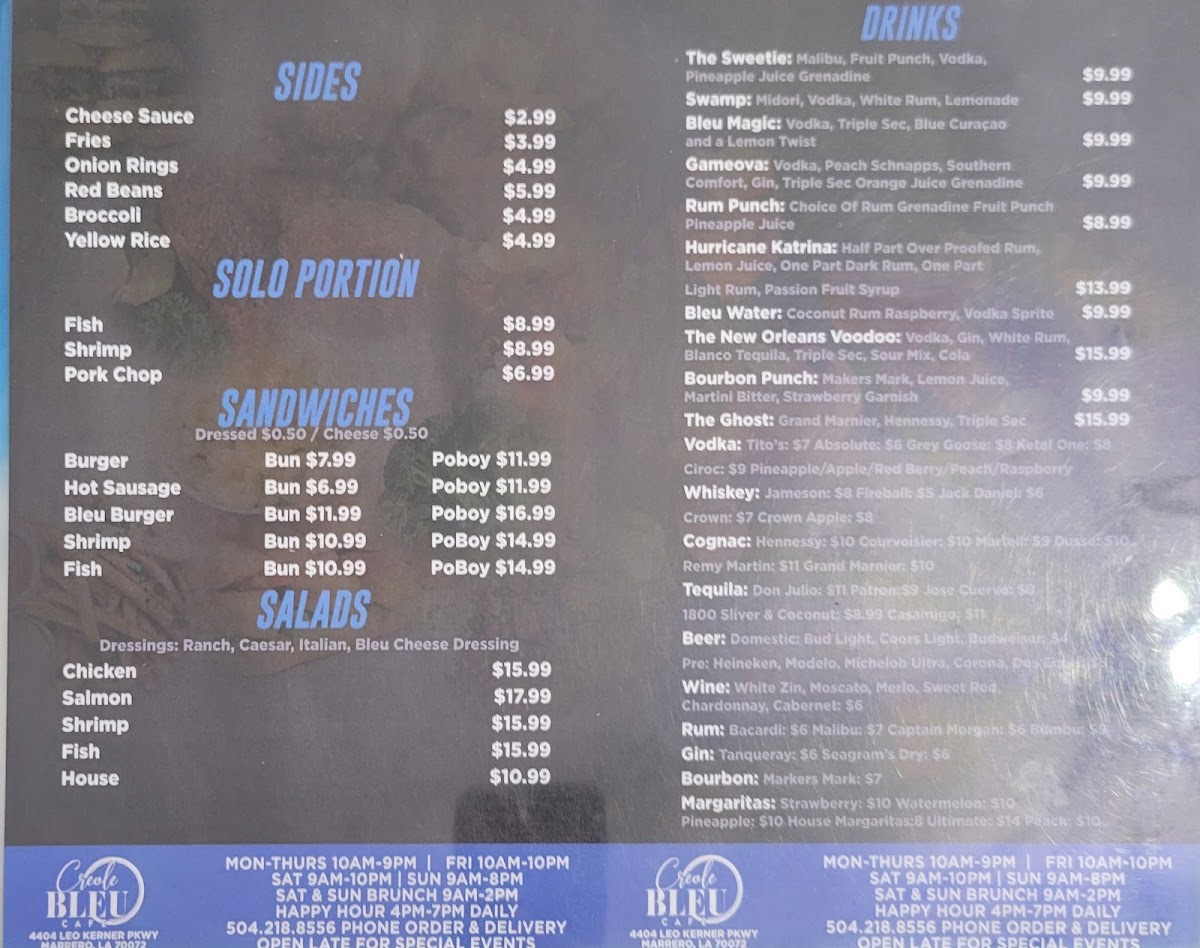 SIDES
Cheese Sauce $2.99
Fries $3.99
Onion Rings $4.99
Red Beans $5.99
Broccoli $4.99
Yellow Rice $4.99
SOLO PORTION
Fish $8.99
Shrimp $8.99
Pork Chop $6.99
SANDWICHES
Dressed $0.50 / Cheese $0.50
Burger Bun $7.99 Poboy $11.99
Hot Sausage Bun $6.99 Poboy $11.99
Bleu Burger Bun $11.99 Poboy $16.99
Shrimp Bun $10.99 PoBoy $14.99
Fish Bun $10.99 PoBoy $14.99
SALADS
Dressings: Ranch, Caesar, Italian, Bleu Cheese Dressing
Chicken $15.99
Salmon $17.99
Shrimp $15.99
Fish $15.99
House $10.99
DRINKS
The Sweetie: Malibu, Fruit Punch, Vodka,
Pineapple Juice Grenadine $9.99
Swamp: Midori, Vodka, White Rum, Lemonade $9.99
Bleu Magic: Vodka, Triple Sec, Blue Curaçao
and a Lemon Twist $9.99
Gameova: Vodka, Peach Schnapps, Southern
Comfort, Gin, Triple Sec Orange Juice Grenadine $9.99
Rum Punch: Choice Of Rum Grenadine Fruit Punch
Pineapple Juice $8.99
Hurricane Katrina: Half Part Over Proofed Rum,
Lemon Juice, One Part Dark Rum, One Part
Light Rum, Passion Fruit Syrup $13.99
Bleu Water: Coconut Rum Raspberry, Vodka Sprite $9.99
The New Orleans Voodoo: Vodka, Gin, White Rum,
Blanco Tequila, Triple Sec, Sour Mix, Cola $15.99
Bourbon Punch: Makers Mark, Lemon Juice,
Martini Bitter, Strawberry Garnish $9.99
The Ghost: Grand Marnier, Hennessy, Triple Sec $15.99
Vodka: Tito's: $7 Absolute: $6 Grey Goose: $8 Ketel One: $8
Ciroc: $9 Pineapple/Apple/Red Berry/Peach/Raspberry
Whiskey: Jameson: $8 Fireball: $5 Jack Daniel: $6
Crown: $7 Crown Apple: $8
Cognac: Hennessy: $10 Courvoisier: $10 Martell: $9 Dusse: $10
Remy Martin: $11 Grand Marnier: $10
Tequila: Don Julio: $11 Patron:$9 Jose Cuervo: $8
1800 Sliver & Coconut: $8.99 Casamigo: $11
Beer: Domestic: Bud Light, Coors Light, Budweiser: $4
Pre: Heineken, Modelo, Michelob Ultra, Corona, Dos
Wine: White Zin, Moscato, Merlo, Sweet Red,
Chardonnay, Cabernet: $6
Rum: Bacardi: $6 Malibu: $7 Captain Morgan: $6 Bumbu:
Gin: Tanqueray: $6 Seagram's Dry: $6
Bourbon: Markers Mark: $7
Margaritas: Strawberry: $10 Watermelon: $10
Pineapple: $10 House Margaritas:8 Ultimate: $14 Peach: $10
Creole
BLEU
CAFE
4404 LEO KERNER PKWY
MARRERO, LA 70072
MON-THURS 10AM-9PM | FRI 10AM-10PM
SAT 9AM-10PM | SUN 9AM-8PM
SAT & SUN BRUNCH 9AM-2PM
HAPPY HOUR 4PM-7PM DAILY
504.218.8556 PHONE ORDER & DELIVERY
OPEN LATE FOR SPECIAL EVENTS
Creole
BLEU
CAFE
4404 LEO KERNER PKWY
MARRERO, LA 70072
MON-THURS 10AM-9PM | FRI 10AM-10PM
SAT 9AM-10PM | SUN 9AM-8PM
SAT & SUN BRUNCH 9AM-2PM
HAPPY HOUR 4PM-7PM DAILY
504.218.8556 PHONE ORDER & DELIVERY
OPEN LATE FOR SPECIAL EVENTS